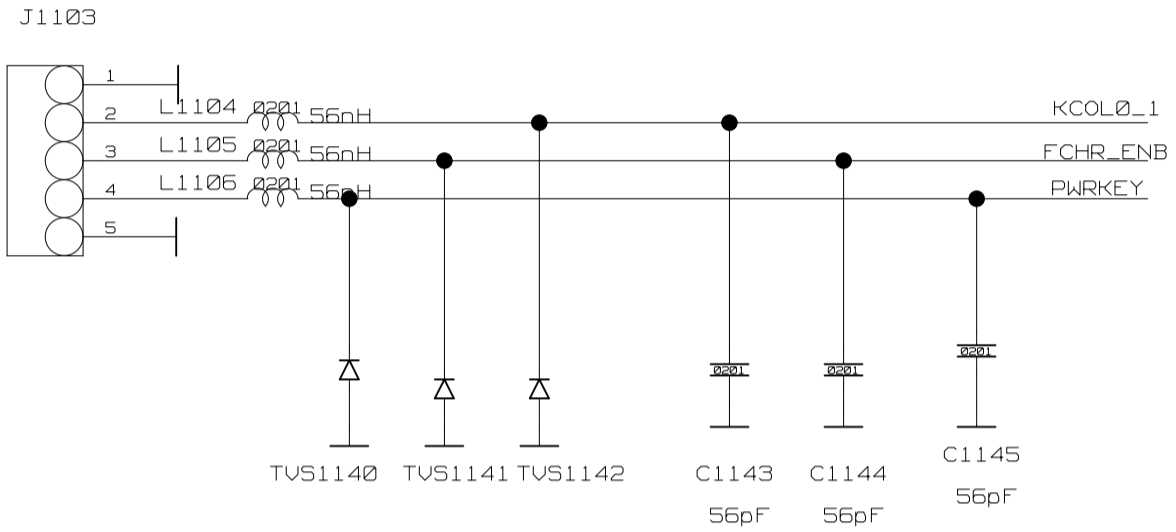 J1103
1
2 L1104 0201 56nH KCOL0_1
3 L1105 0201 56nH FCHR_ENB
4 L1106 0201 56nH PWRKEY
5
0201 0201 0201
TVS1140 TVS1141 TVS1142 C1143 C1144 C1145
56pF 56pF 56pF